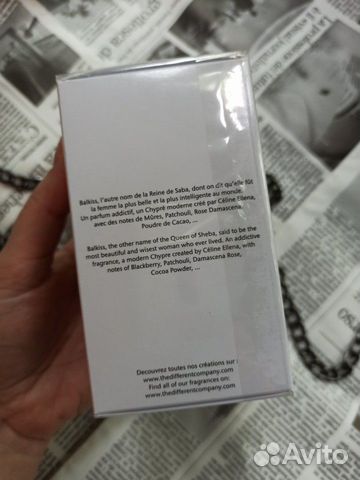 Balkiss, l'autre nom de la Reine de Saba, dont on dit qu'elle fût
la femme la plus belle et la plus intelligente au monde.
Un parfum addictif, un Chypré moderne créé par Céline Ellena,
avec des notes de Mûres, Patchouli, Rose Damascena,
Poudre de Cacao, ...
Balkiss, the other name of the Queen of Sheba, said to be the
most beautiful and wisest woman who ever lived. An addictive
fragrance, a modern Chypre created by Céline Ellena, with
notes of Blackberry, Patchouli, Damascena Rose,
Cocoa Powder, ...
Decouvrez toutes nos créations sur :
www.thedifferentcompany.com
Find all of our fragrances on:
www.thedifferentcompany.com
Avito